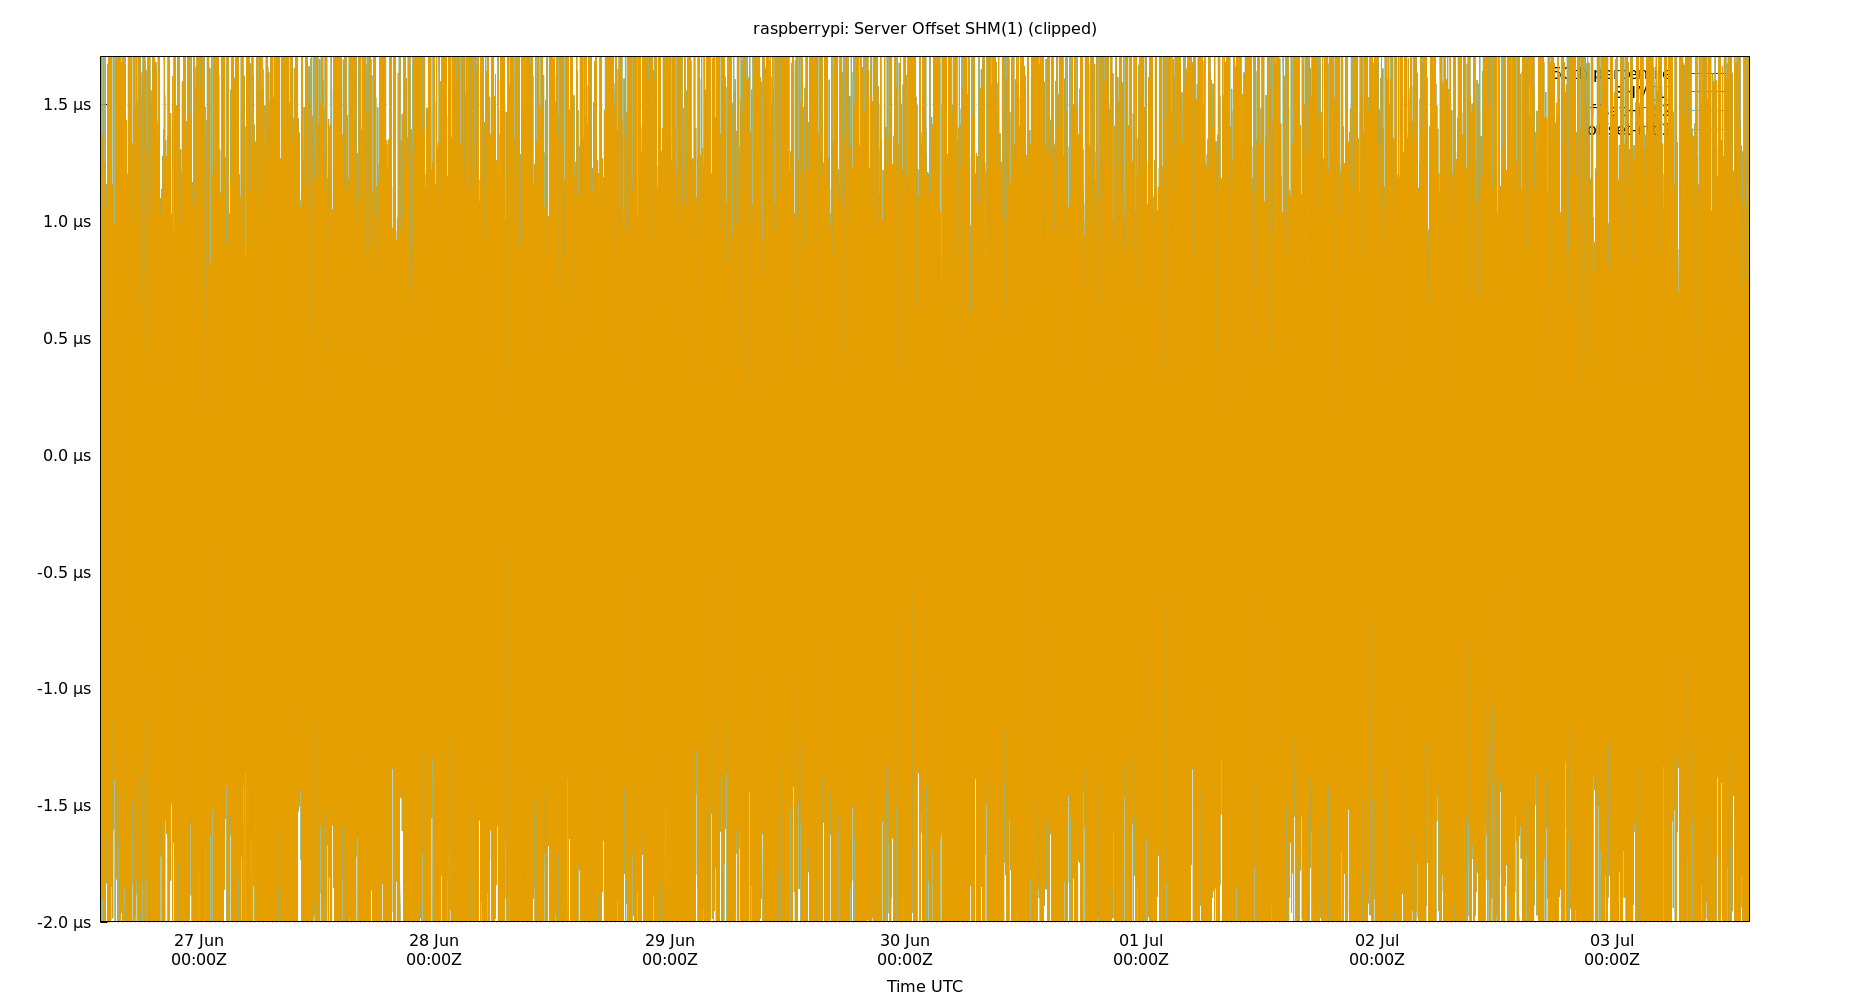 raspberrypi: Server Offset SHM(1) (clipped)
1.5 µs
1.0 µs
0.5 µs
0.0 µs
-0.5 µs
-1.0 µs
-1.5 µs
-2.0 µs
27 Jun 28 Jun 29 Jun 30 Jun 01 Jul 02 Jul 03 Jul
00:00Z 00:00Z 00:00Z 00:00Z 00:00Z 00:00Z 00:00Z
Time UTC